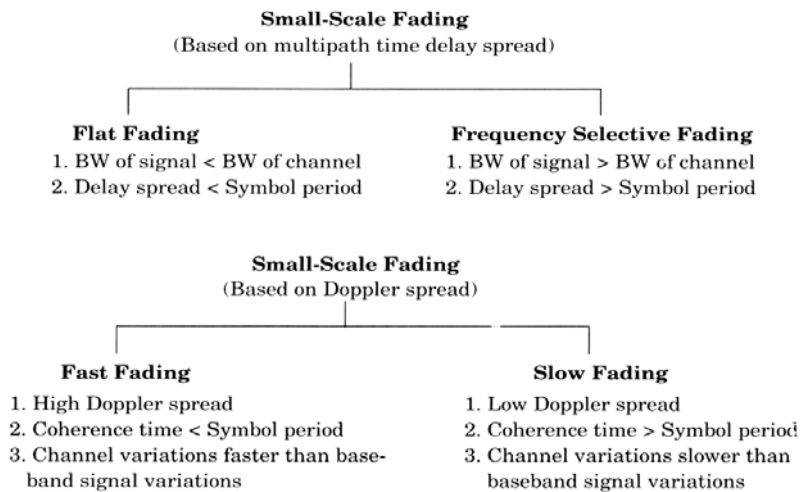 Small-Scale Fading
(Based on multipath time delay spread)
Flat Fading
1. BW of signal < BW of channel
2. Delay spread < Symbol period
Frequency Selective Fading
1. BW of signal > BW of channel
2. Delay spread > Symbol period
Small-Scale Fading
(Based on Doppler spread)
Fast Fading
1. High Doppler spread
2. Coherence time < Symbol period
3. Channel variations faster than base-
band signal variations
Slow Fading
1. Low Doppler spread
2. Coherence time > Symbol period
3. Channel variations slower than
baseband signal variations